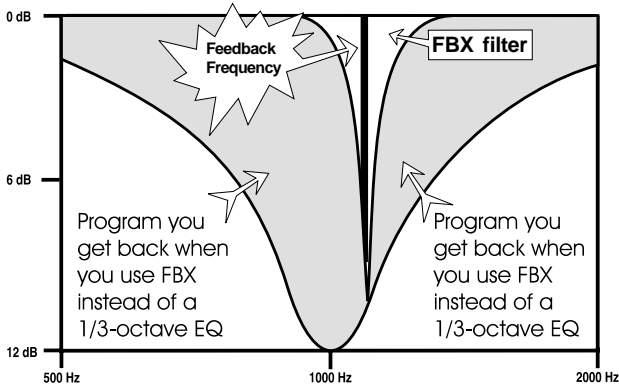 0 dB
Feedback
Frequency
FBX filter
6 dB
Program you
get back when
you use FBX
instead of a
1/3-octave EQ
Program you
get back when
you use FBX
instead of a
1/3-octave EQ
12 dB
500 Hz
1000 Hz
2000 Hz